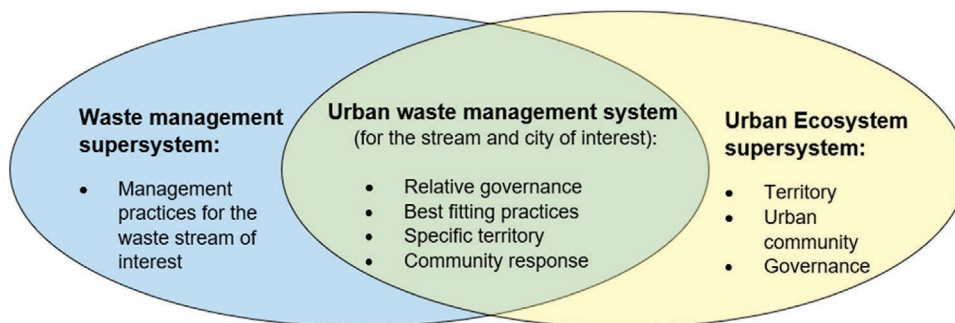 Waste management
supersystem:
• Management
practices for the
waste stream of
interest
Urban waste management system
(for the stream and city of interest):
• Relative governance
• Best fitting practices
• Specific territory
• Community response
Urban Ecosystem
supersystem:
• Territory
• Urban
community
• Governance